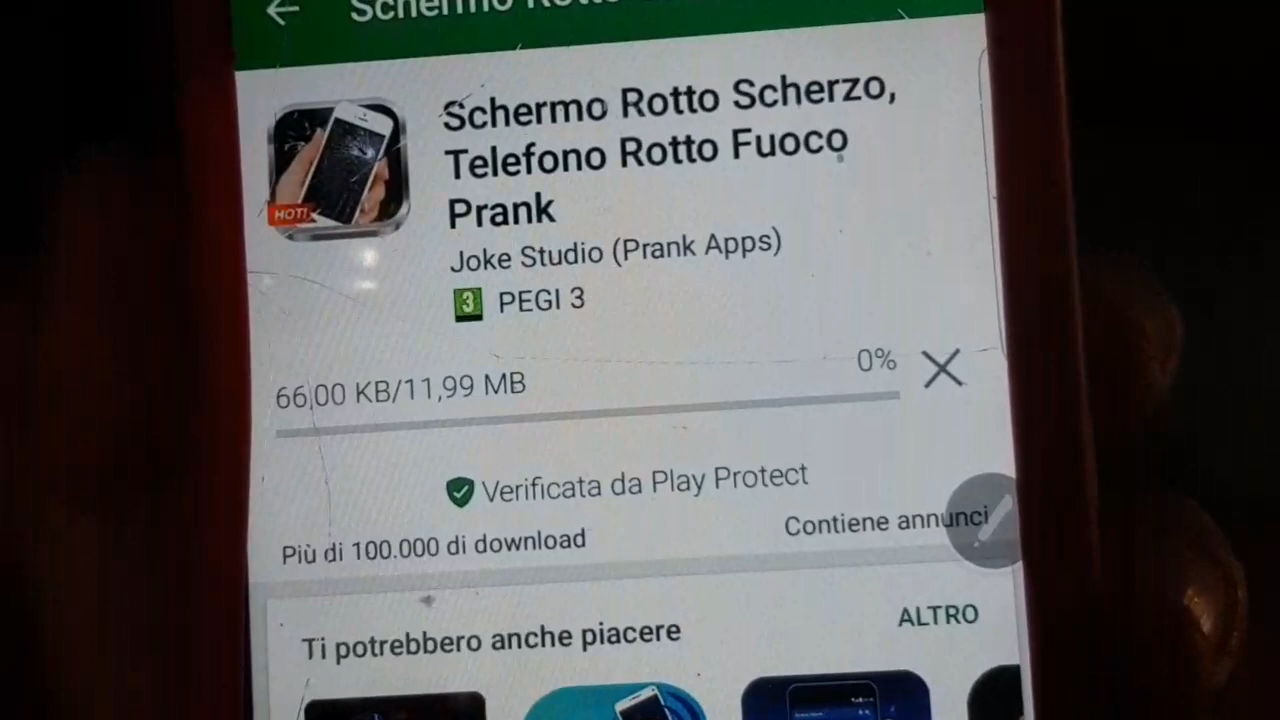 Schermo Rotto
Schermo Rotto Scherzo,
Telefono Rotto Fuoco
Prank
HOT!
Joke Studio (Prank Apps)
3 PEGI 3
66,00 KB/11,99 MB
0%
Verificata da Play Protect
Più di 100.000 di download
Contiene annunci
Ti potrebbero anche piacere
ALTRO